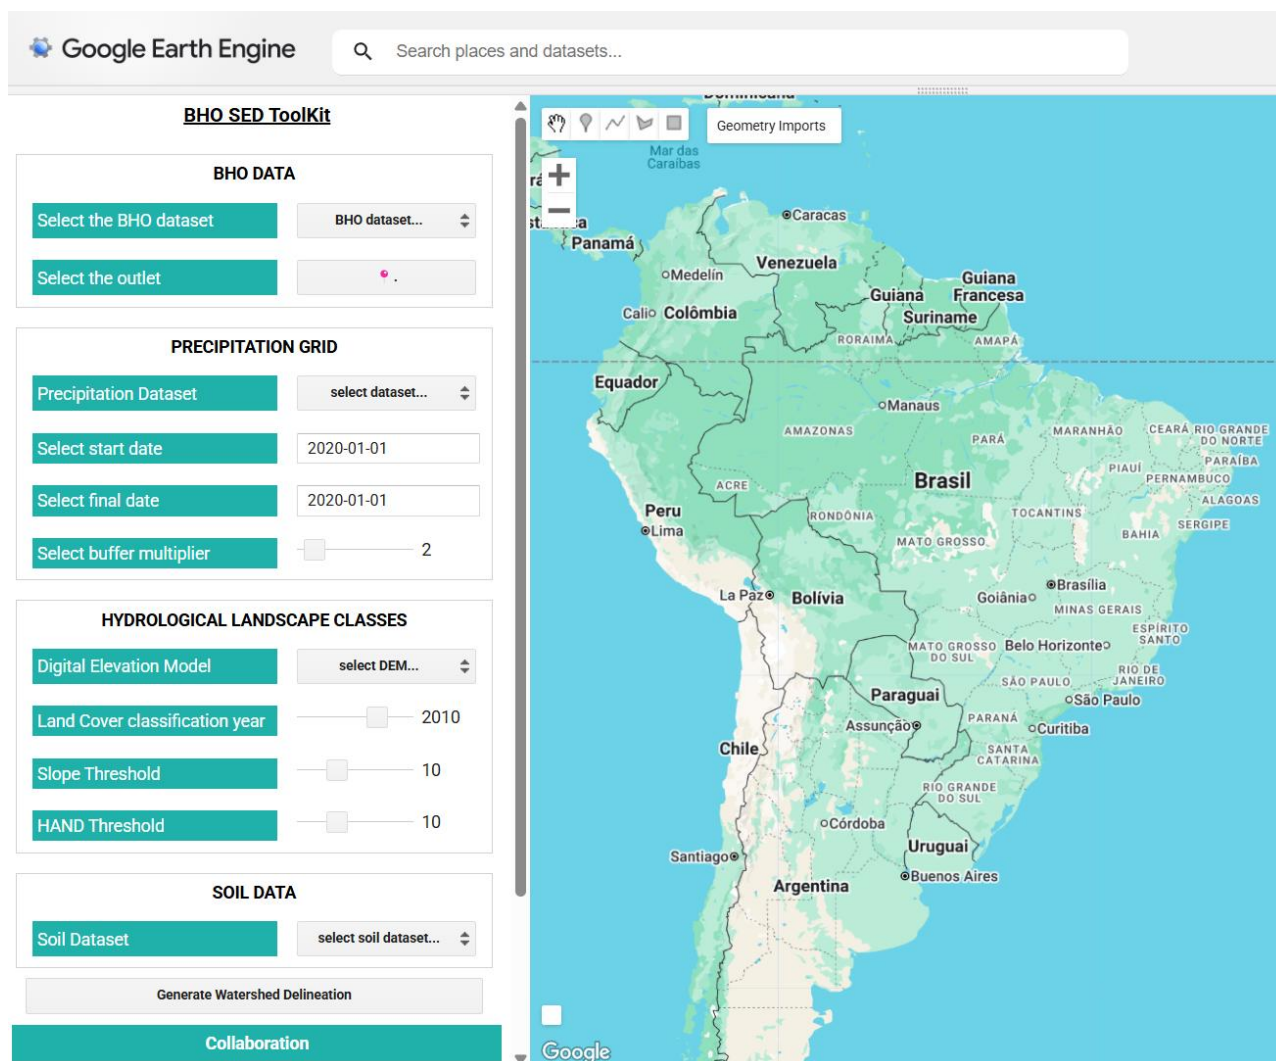 Google Earth Engine
Search places and datasets...
BHO SED ToolKit
BHO DATA
Select the BHO dataset
BHO dataset...
Select the outlet
.
PRECIPITATION GRID
Precipitation Dataset
select dataset...
Select start date
2020-01-01
Select final date
2020-01-01
Select buffer multiplier
2
HYDROLOGICAL LANDSCAPE CLASSES
Digital Elevation Model
select DEM...
Land Cover classification year
2010
Slope Threshold
10
HAND Threshold
10
SOIL DATA
Soil Dataset
select soil dataset...
Generate Watershed Delineation
Collaboration
Geometry Imports
Mar das
Caraíbas
Caracas
Panamá
Medelín
Venezuela
Guiana
Guiana
Francesa
Cali
Colômbia
Suriname
RORAIMA
AMAPÁ
Equador
Manaus
AMAZONAS
PARÁ
MARANHÃO
CEARÁ
RIO GRANDE
DO NORTE
PARAÍBA
PIAUÍ
PERNAMBUCO
ACRE
Brasil
ALAGOAS
Peru
RONDÔNIA
TOCANTINS
SERGIPE
Lima
MATO GROSSO
BAHIA
La Paz
Bolívia
Brasília
Goiânia
MINAS GERAIS
ESPÍRITO
SANTO
MATO GROSSO
DO SUL
Belo Horizonte
RIO DE
JANEIRO
SÃO PAULO
São Paulo
Paraguai
Assunção
PARANÁ
Curitiba
Chile
SANTA
CATARINA
RIO GRANDE
DO SUL
Córdoba
Uruguai
Santiago
Buenos Aires
Argentina
Google